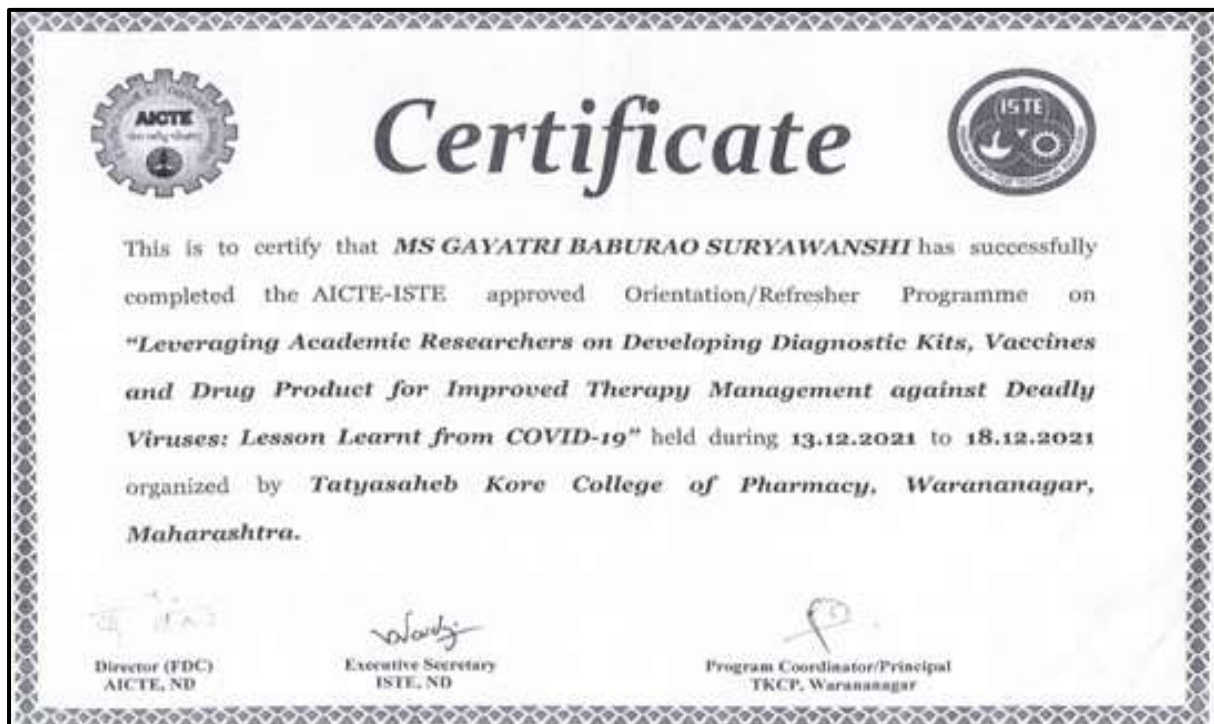 AICTE
Certificate
ISTE
This is to certify that MS GAYATRI BABURAO SURYAWANSHI has successfully
completed the AICTE-ISTE approved Orientation/Refresher Programme on
"Leveraging Academic Researchers on Developing Diagnostic Kits, Vaccines
and Drug Product for Improved Therapy Management against Deadly
Viruses: Lesson Learnt from COVID-19" held during 13.12.2021 to 18.12.2021
organized by Tatyasaheb Kore College of Pharmacy, Warananagar,
Maharashtra.
Director (FDC)
AICTE, ND
Executive Secretary
ISTE, ND
Program Coordinator/Principal
TKCP, Warananagar